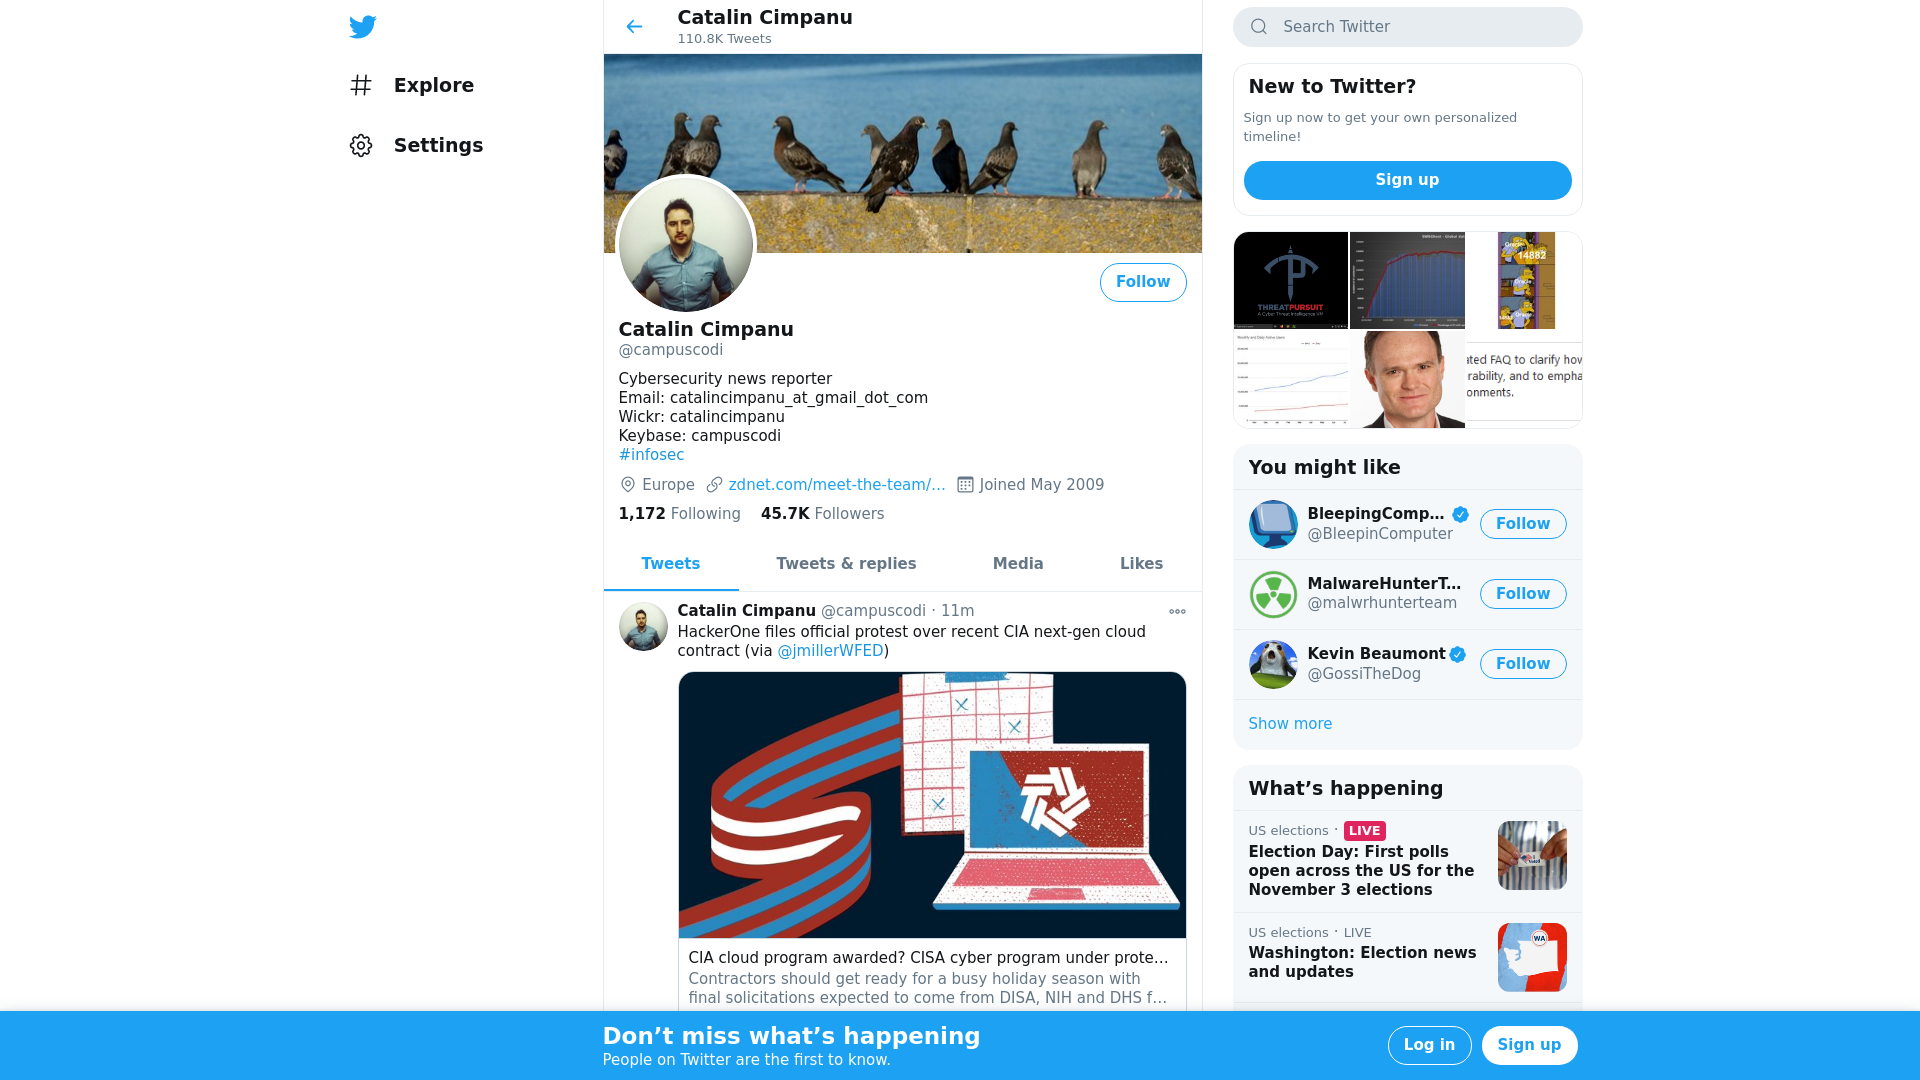 Explore
Settings
Catalin Cimpanu
110.8K Tweets
Follow
Catalin Cimpanu
@campuscodi
Cybersecurity news reporter
Email: catalincimpanu_at_gmail_dot_com
Wickr: catalincimpanu
Keybase: campuscodi
#infosec
Europe zdnet.com/meet-the-team/… Joined May 2009
1,172 Following 45.7K Followers
Tweets Tweets & replies Media Likes
Catalin Cimpanu @campuscodi · 11m
HackerOne files official protest over recent CIA next-gen cloud
contract (via @jmillerWFED)
CIA cloud program awarded? CISA cyber program under prote…
Contractors should get ready for a busy holiday season with
final solicitations expected to come from DISA, NIH and DHS f…
Search Twitter
New to Twitter?
Sign up now to get your own personalized
timeline!
Sign up
THREATPURSUIT
A Cyber Threat Intelligence VM
14882
ated FAQ to clarify how
rability, and to empha
onments.
You might like
BleepingComp…
@BleepinComputer
Follow
MalwareHunterT…
@malwrhunterteam
Follow
Kevin Beaumont
@GossiTheDog
Follow
Show more
What’s happening
US elections · LIVE
Election Day: First polls
open across the US for the
November 3 elections
US elections · LIVE
Washington: Election news
and updates
WA
Don’t miss what’s happening
People on Twitter are the first to know.
Log in
Sign up